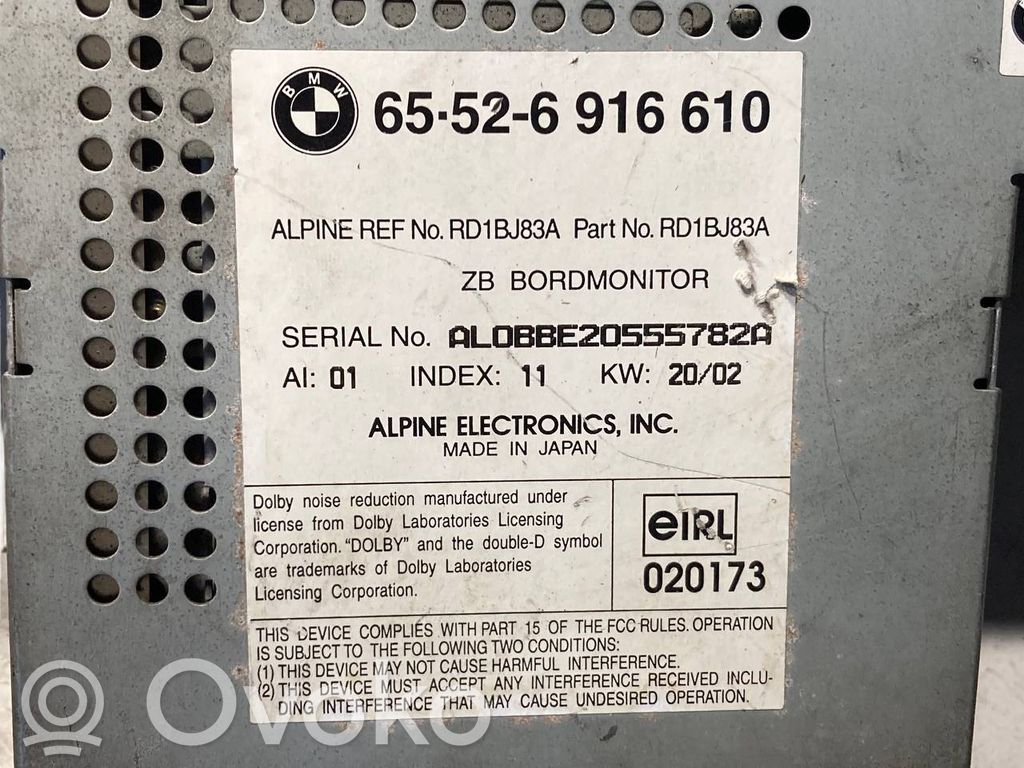 BMW
65-52-6 916 610
ALPINE REF No. RD1BJ83A Part No. RD1BJ83A
ZB BORDMONITOR
SERIAL No. AL0BBE20555782A
AI: 01 INDEX: 11 KW: 20/02
ALPINE ELECTRONICS, INC.
MADE IN JAPAN
Dolby noise reduction manufactured under
license from Dolby Laboratories Licensing
Corporation. "DOLBY" and the double-D symbol
are trademarks of Dolby Laboratories
Licensing Corporation.
eIRL
020173
THIS DEVICE COMPLIES WITH PART 15 OF THE FCC RULES. OPERATION
IS SUBJECT TO THE FOLLOWING TWO CONDITIONS:
(1) THIS DEVICE MAY NOT CAUSE HARMFUL INTERFERENCE.
(2) THIS DEVICE MUST ACCEPT ANY INTERFERENCE RECEIVED INCLU-
DING INTERFERENCE THAT MAY CAUSE UNDESIRED OPERATION.
OVOKO